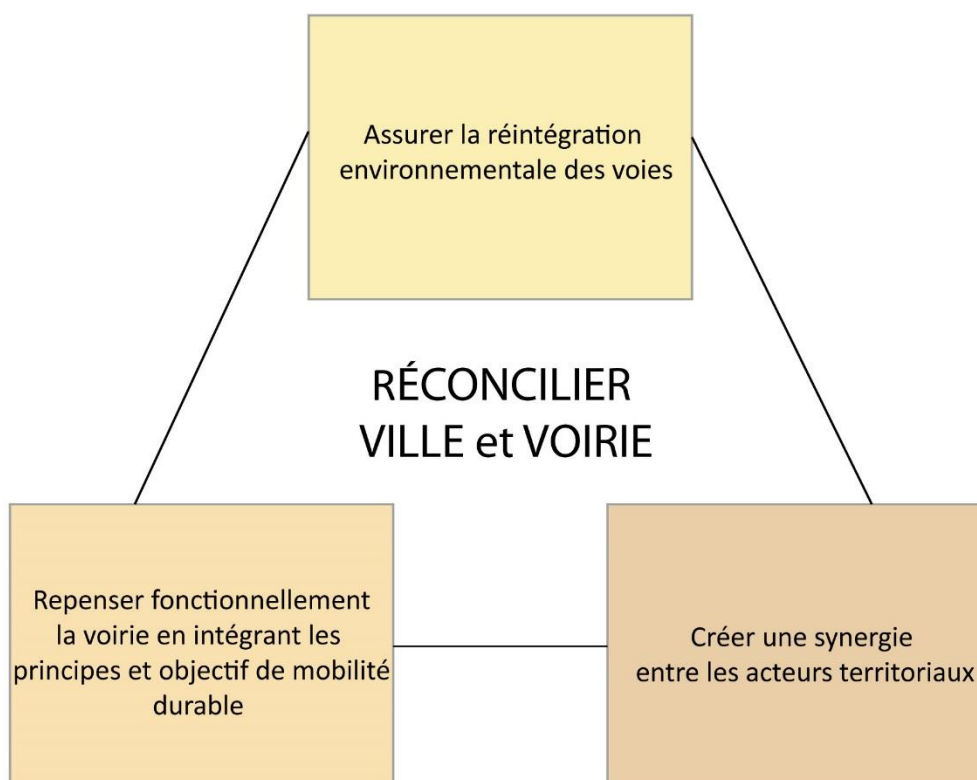 Assurer la réintégration
environnementale des voies
RÉCONCILIER
VILLE et VOIRIE
Repenser fonctionnellement
la voirie en intégrant les
principes et objectif de mobilité
durable
Créer une synergie
entre les acteurs territoriaux